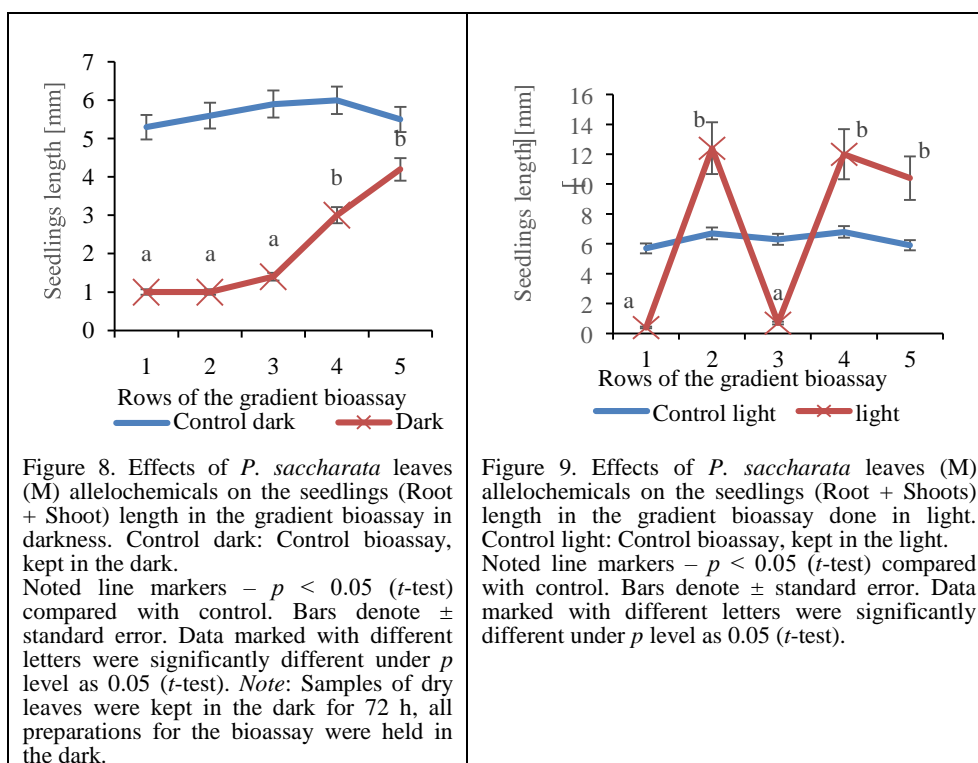 Seedlings length [mm]
7
6
5
4
3
2
1
0
a
a
a
b
b
1 2 3 4 5
Rows of the gradient bioassay
Control dark Dark
Figure 8. Effects of P. saccharata leaves
(M) allelochemicals on the seedlings (Root
+ Shoot) length in the gradient bioassay in
darkness. Control dark: Control bioassay,
kept in the dark.
Noted line markers – p < 0.05 (t-test)
compared with control. Bars denote ±
standard error. Data marked with different
letters were significantly different under p
level as 0.05 (t-test). Note: Samples of dry
leaves were kept in the dark for 72 h, all
preparations for the bioassay were held in
the dark.
Seedlings length [mm]
[
16
14
12
10
8
6
4
2
0
a
b
a
b
b
1 2 3 4 5
Rows of the gradient bioassay
Control light light
Figure 9. Effects of P. saccharata leaves (M)
allelochemicals on the seedlings (Root + Shoots)
length in the gradient bioassay done in light.
Control light: Control bioassay, kept in the light.
Noted line markers – p < 0.05 (t-test) compared
with control. Bars denote ± standard error. Data
marked with different letters were significantly
different under p level as 0.05 (t-test).